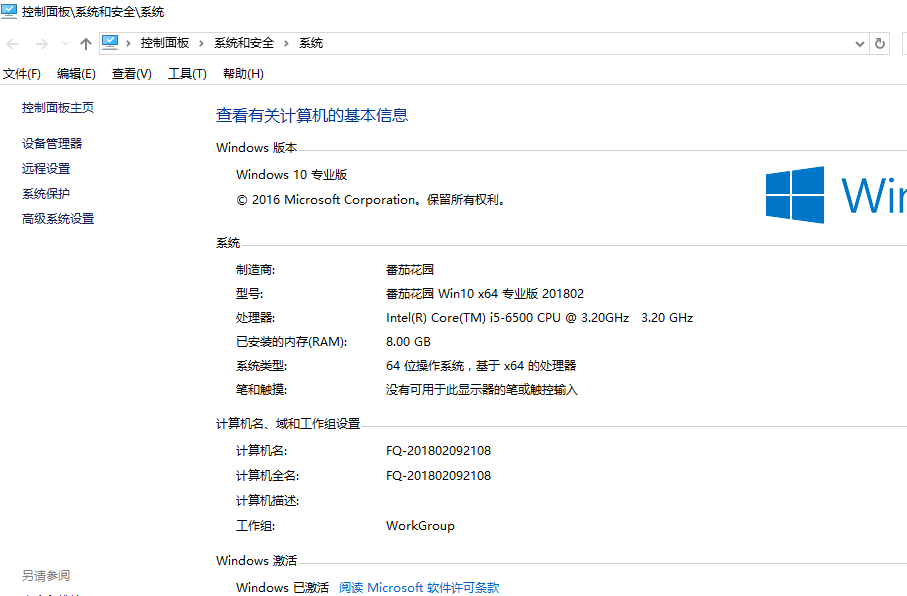 控制面板\系统和安全\系统
控制面板 › 系统和安全 › 系统
文件(F) 编辑(E) 查看(V) 工具(T) 帮助(H)
控制面板主页
设备管理器
远程设置
系统保护
高级系统设置
查看有关计算机的基本信息
Windows 版本
Windows 10 专业版
© 2016 Microsoft Corporation。保留所有权利。
Win
系统
制造商: 番茄花园
型号: 番茄花园 Win10 x64 专业版 201802
处理器: Intel(R) Core(TM) i5-6500 CPU @ 3.20GHz 3.20 GHz
已安装的内存(RAM): 8.00 GB
系统类型: 64 位操作系统，基于 x64 的处理器
笔和触摸: 没有可用于此显示器的笔或触控输入
计算机名、域和工作组设置
计算机名: FQ-201802092108
计算机全名: FQ-201802092108
计算机描述:
工作组: WorkGroup
Windows 激活
Windows 已激活 阅读 Microsoft 软件许可条款
另请参阅